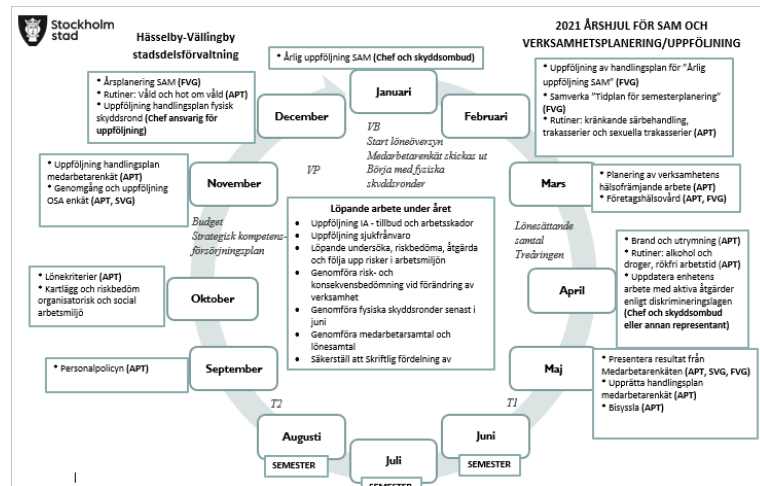 Stockholms
stad
Hässelby-Vällingby
stadsdelsförvaltning
2021 ÅRSHJUL FÖR SAM OCH
VERKSAMHETSPLANERING/UPPFÖLJNING
* Årlig uppföljning SAM (Chef och skyddsombud)
Januari
VB
Start löneöversyn
Medarbetarenkät skickas ut
Börja med fysiska
skyddsronder
Februari
* Uppföljning av handlingsplan för "Årlig
uppföljning SAM" (FVG)
* Samverka "Tidplan för semesterplanering"
(FVG)
* Rutiner: kränkande särbehandling,
trakasserier och sexuella trakasserier (APT)
Mars
* Planering av verksamhetens
hälsofrämjande arbete (APT)
* Företagshälsovård (APT, FVG)
Lönesättande
samtal
Treåringen
April
* Brand och utrymning (APT)
* Rutiner: alkohol och
droger, rökfri arbetstid (APT)
* Uppdatera enhetens
arbete med aktiva åtgärder
enligt diskrimineringslagen
(Chef och skyddsombud
eller annan representant)
Maj
* Presentera resultat från
Medarbetarenkäten (APT, SVG, FVG)
* Upprätta handlingsplan
medarbetarenkät (APT)
* Bisyssla (APT)
T1
Juni
SEMESTER
Juli
SEMESTER
Augusti
SEMESTER
T2
September
* Personalpolicyn (APT)
Oktober
* Lönekriterier (APT)
* Kartlägg och riskbedöm
organisatorisk och social
arbetsmiljö
Budget
Strategisk kompetens-
försörjningsplan
November
* Uppföljning handlingsplan
medarbetarenkät (APT)
* Genomgång och uppföljning
OSA enkät (APT, SVG)
VP
December
* Årsplanering SAM (FVG)
* Rutiner: Våld och hot om våld (APT)
* Uppföljning handlingsplan fysisk
skyddsrond (Chef ansvarig för
uppföljning)
Löpande arbete under året
• Uppföljning IA - tillbud och arbetsskador
• Uppföljning sjukfrånvaro
• Löpande undersöka, riskbedöma, åtgärda
och följa upp risker i arbetsmiljön
• Genomföra risk- och
konsekvensbedömning vid förändring av
verksamhet
• Genomföra fysiska skyddsronder senast i
juni
• Genomföra medarbetarsamtal och
lönesamtal
• Säkerställ att Skriftlig fördelning av